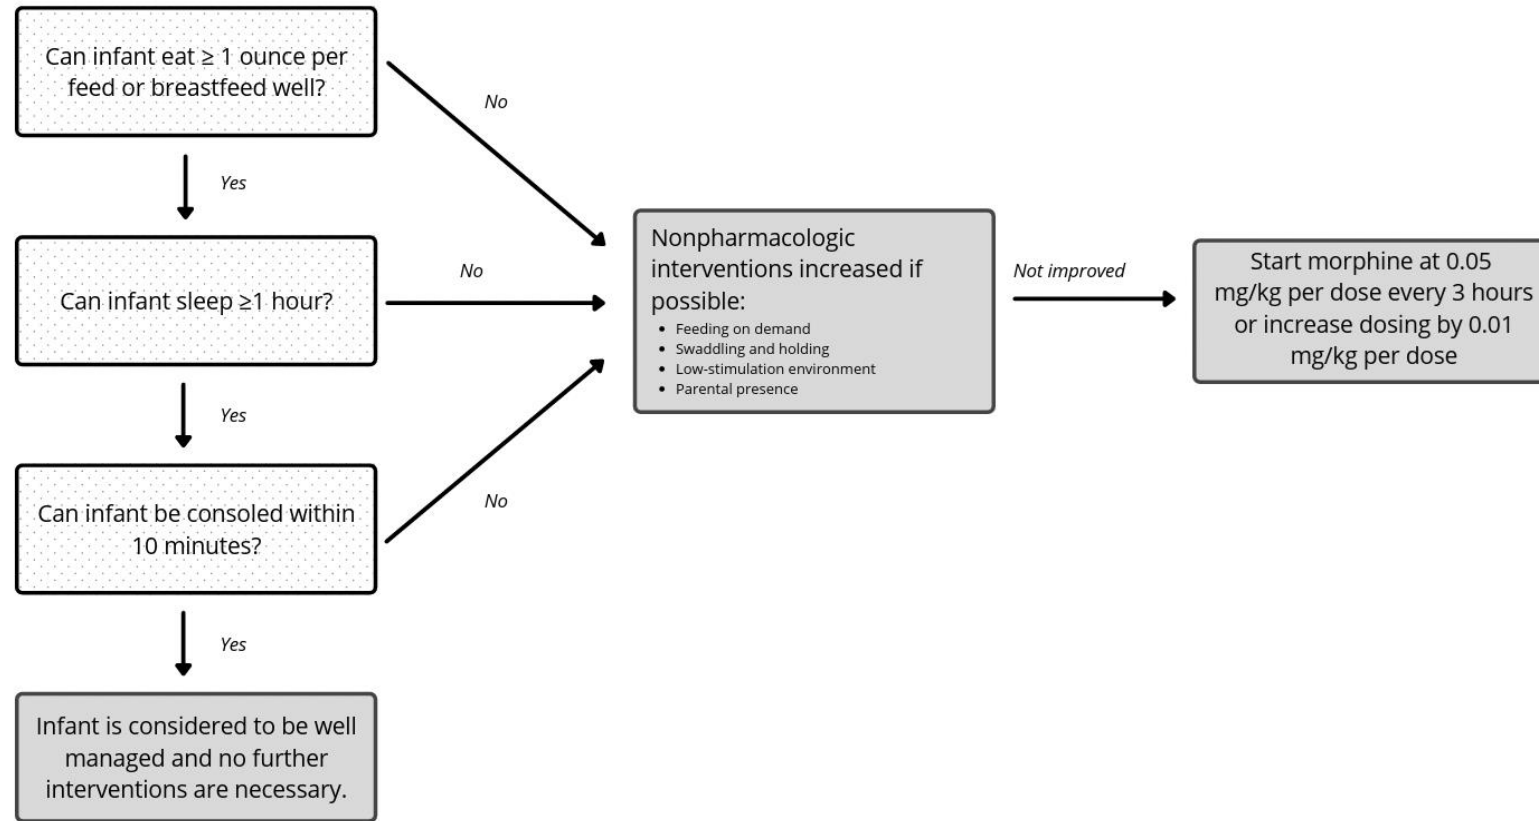 Can infant eat ≥ 1 ounce per
feed or breastfeed well?
No
Yes
Can infant sleep ≥1 hour?
No
Yes
Can infant be consoled within
10 minutes?
No
Yes
Infant is considered to be well
managed and no further
interventions are necessary.
Nonpharmacologic
interventions increased if
possible:
• Feeding on demand
• Swaddling and holding
• Low-stimulation environment
• Parental presence
Not improved
Start morphine at 0.05
mg/kg per dose every 3 hours
or increase dosing by 0.01
mg/kg per dose